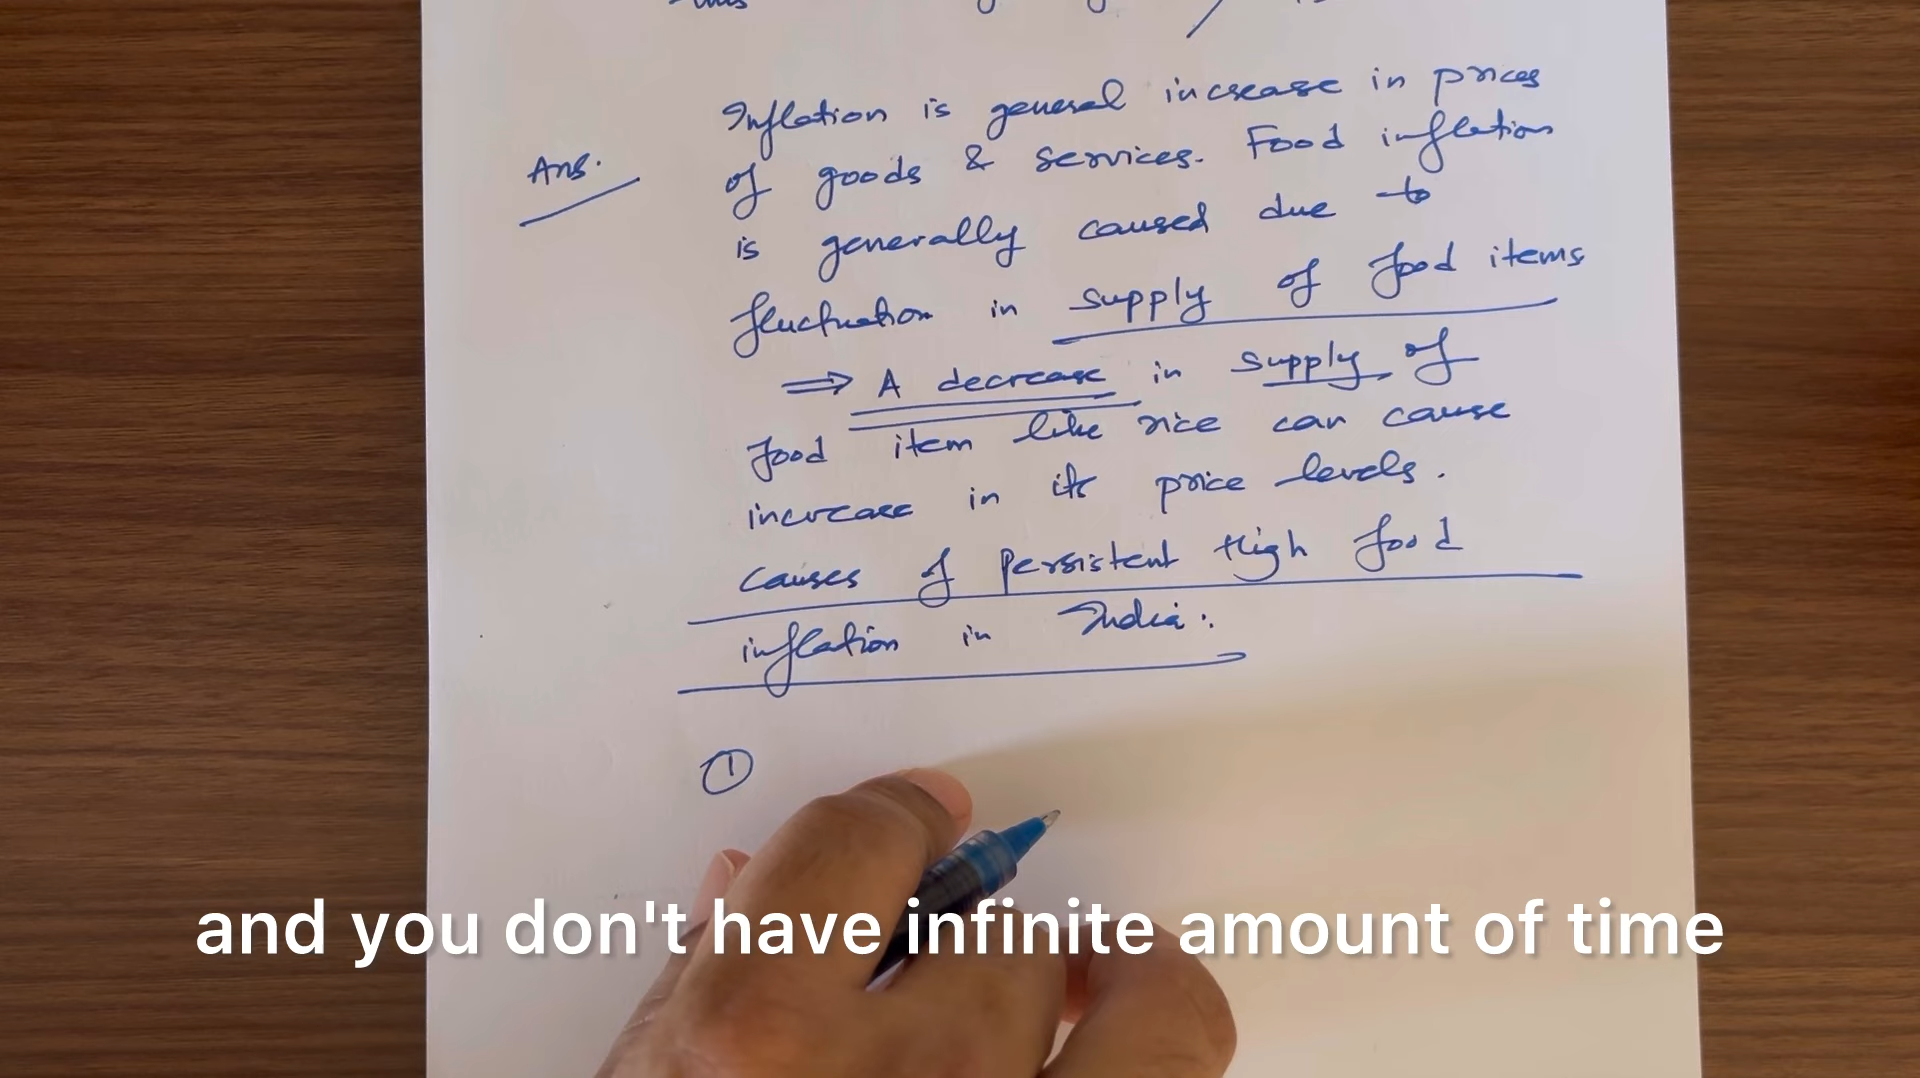 this
Ans.
Inflation is general increase in prices
of goods & services. Food inflation
is generally caused due to
fluctuation in supply of food items
⇒ A decrease in supply of
food item like rice can cause
increase in its price levels.
causes of Persistent High food
inflation in India:
①
and you don't have infinite amount of time